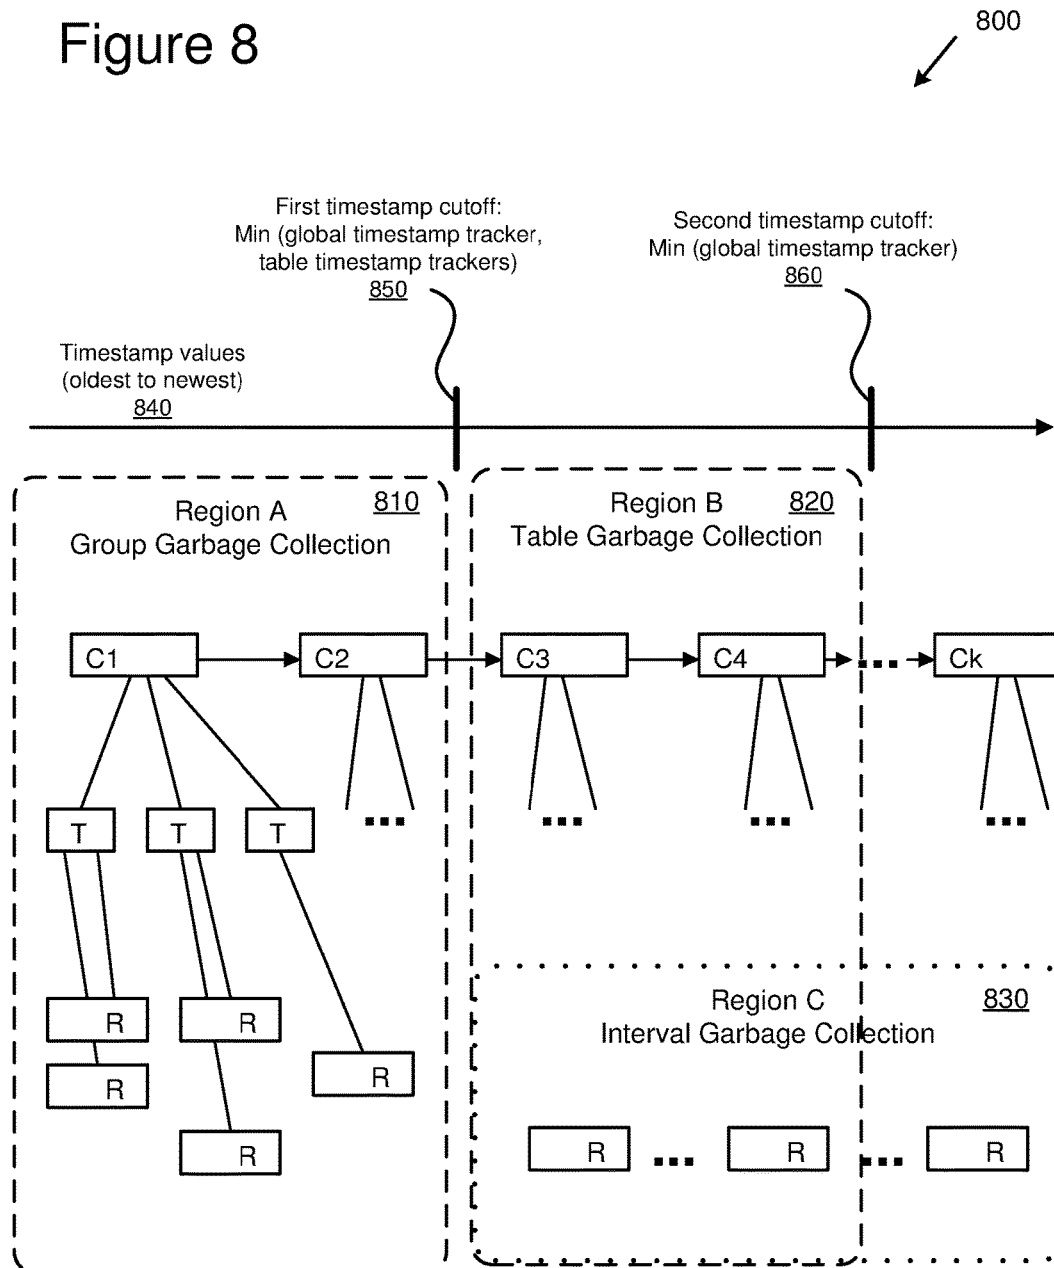 Figure 8
800
First timestamp cutoff:
Min (global timestamp tracker,
table timestamp trackers)
850
Second timestamp cutoff:
Min (global timestamp tracker)
860
Timestamp values
(oldest to newest)
840
Region A
810
Group Garbage Collection
Region B
820
Table Garbage Collection
C1
C2
C3
C4
...
Ck
T
T
T
...
...
...
...
R
R
R
R
R
Region C
830
Interval Garbage Collection
R
...
R
...
R